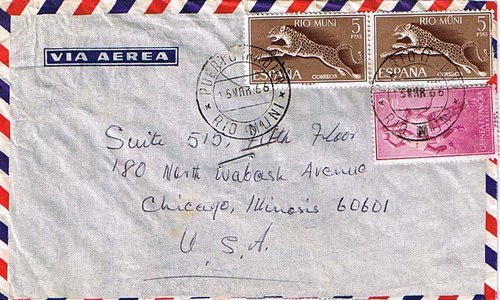 VIA AEREA
RIO MUNI 5 PTAS
ESPAÑA CORREOS
RIO MUNI 5 PTAS
ESPAÑA CORREOS
15 MAR 66
RIO MUNI
Suite 515, Fifth Floor
180 North Wabash Avenue
Chicago, Illinosis 60601
U. S. A.